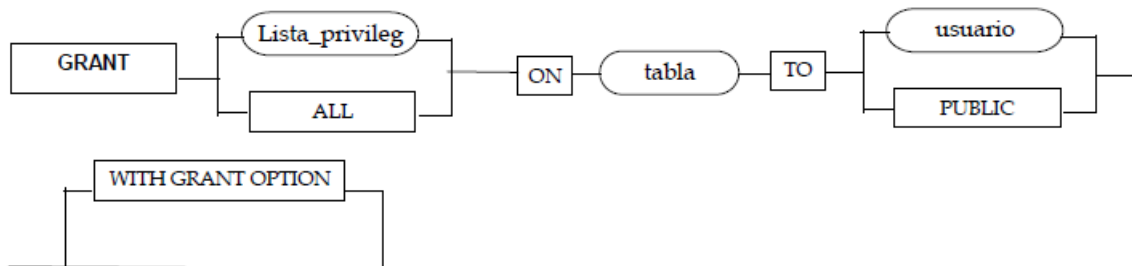 GRANT
Lista_privileg
ALL
ON
tabla
TO
usuario
PUBLIC
WITH GRANT OPTION